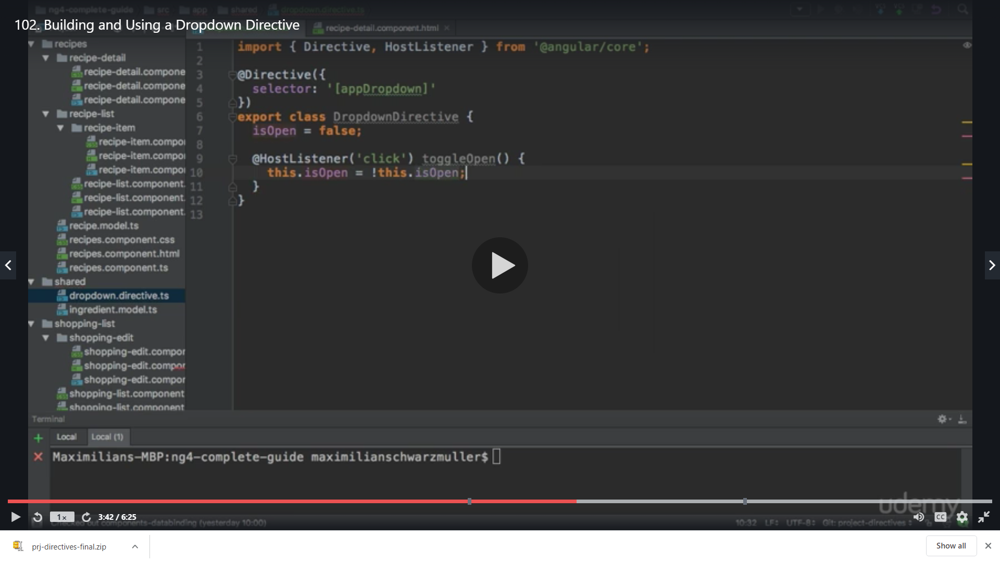 ng4-complete-guide src app shared dropdown.directive.ts
102. Building and Using a Dropdown Directive
recipe-detail.component.html
recipes
recipe-detail
recipe-detail.compone
recipe-detail.compone
recipe-detail.compone
recipe-list
recipe-item
recipe-item.compo
recipe-item.compo
recipe-item.compo
recipe-list.component.
recipe-list.component.
recipe-list.component.
recipe.model.ts
recipes.component.css
recipes.component.html
recipes.component.ts
shared
dropdown.directive.ts
ingredient.model.ts
shopping-list
shopping-edit
shopping-edit.compor
shopping-edit.compor
shopping-edit.compor
shopping-list.component
shopping-list.component
1 import { Directive, HostListener } from '@angular/core';
2
3 @Directive({
4 selector: '[appDropdown]'
5 })
6 export class DropdownDirective {
7 isOpen = false;
8
9 @HostListener('click') toggleOpen() {
10 this.isOpen = !this.isOpen;
11 }
12 }
13
Terminal
Local Local (1)
Maximilians-MBP:ng4-complete-guide maximilianschwarzmuller$
udemy
1x 3:42 / 6:25 CC
Checked out components-databinding (yesterday 10:00) 10:32 LF UTF-8 Git: project-directives
prj-directives-final.zip
Show all